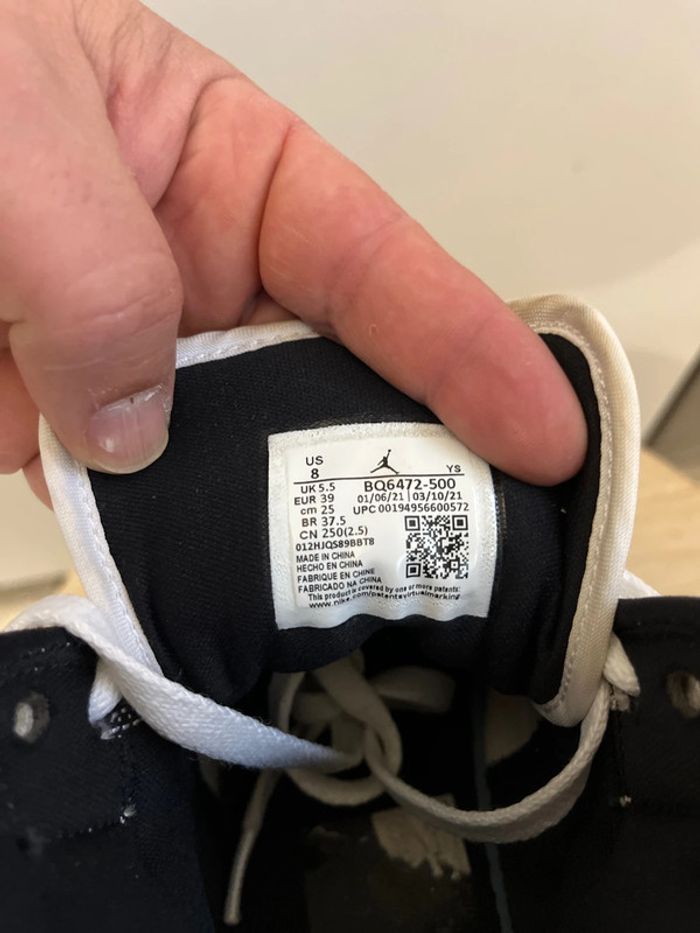 US
8
YS
UK 5.5
BQ6472-500
EUR 39
01/06/21 03/10/21
cm 25
UPC 00194956600572
BR 37.5
CN 250(2.5)
012HJQS89BBT8
MADE IN CHINA
HECHO EN CHINA
FABRIQUE EN CHINE
FABRICADO NA CHINA
This product is covered by one or more patents:
www.nike.com/patentsvirtualmarking